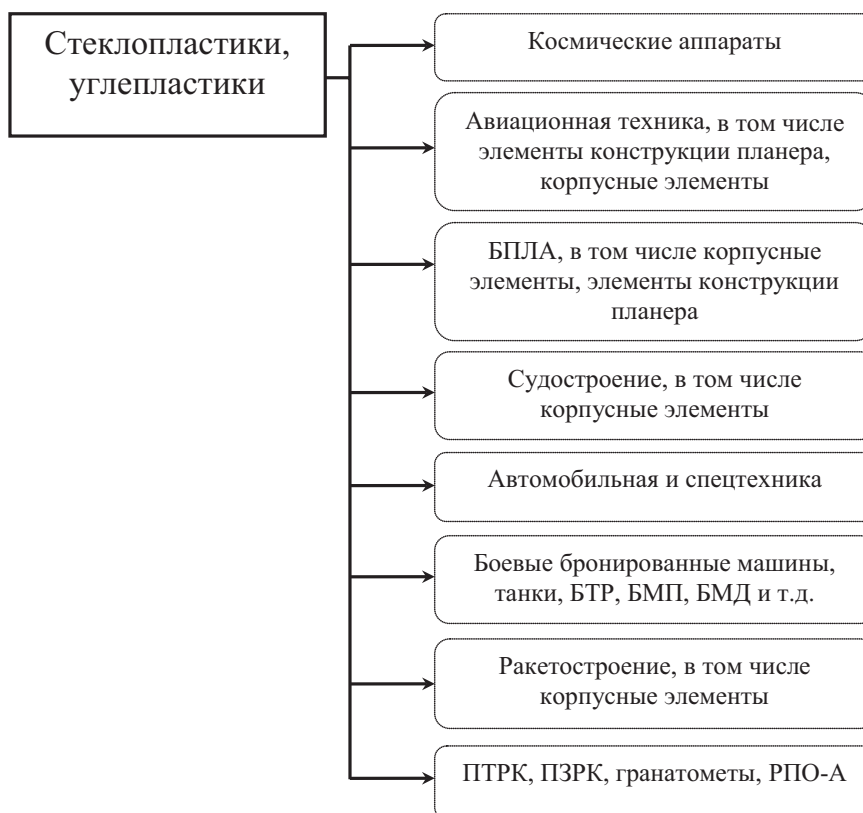 Стеклопластики,
углепластики
Космические аппараты
Авиационная техника, в том числе
элементы конструкции планера,
корпусные элементы
БПЛА, в том числе корпусные
элементы, элементы конструкции
планера
Судостроение, в том числе
корпусные элементы
Автомобильная и спецтехника
Боевые бронированные машины,
танки, БТР, БМП, БМД и т.д.
Ракетостроение, в том числе
корпусные элементы
ПТРК, ПЗРК, гранатометы, РПО-А